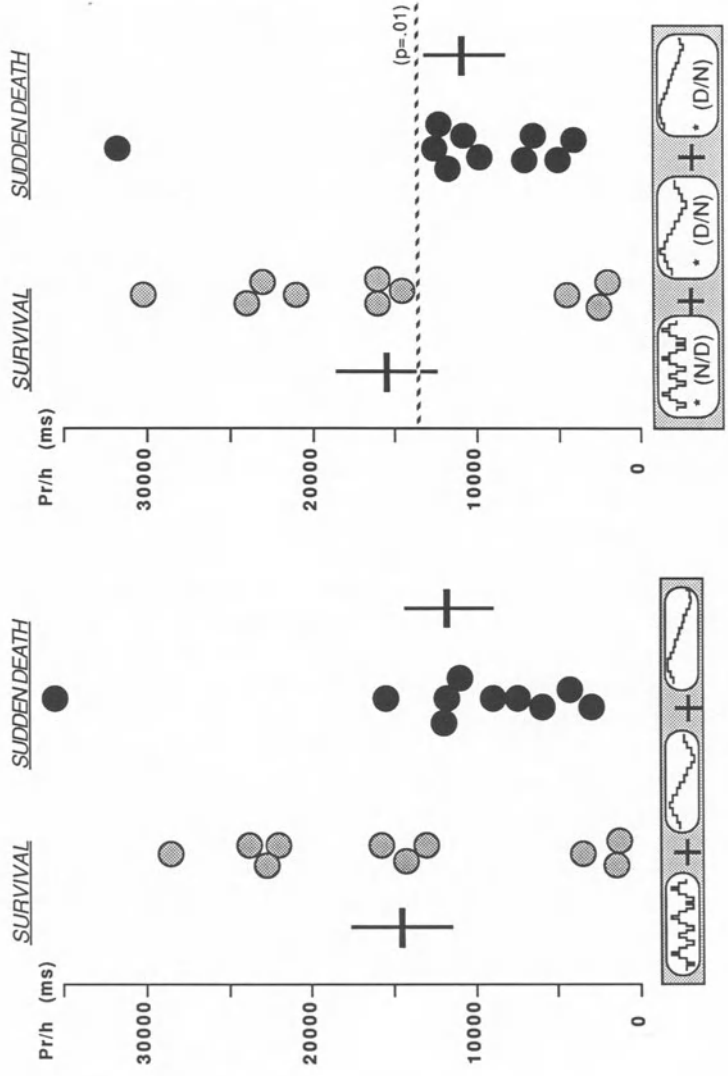 Pr/h (ms)
SURVIVAL
SUDDEN DEATH
30000
20000
10000
0
Pr/h (ms)
SURVIVAL
SUDDEN DEATH
30000
20000
(p=.01)
10000
0
* (N/D)
* (D/N)
* (D/N)